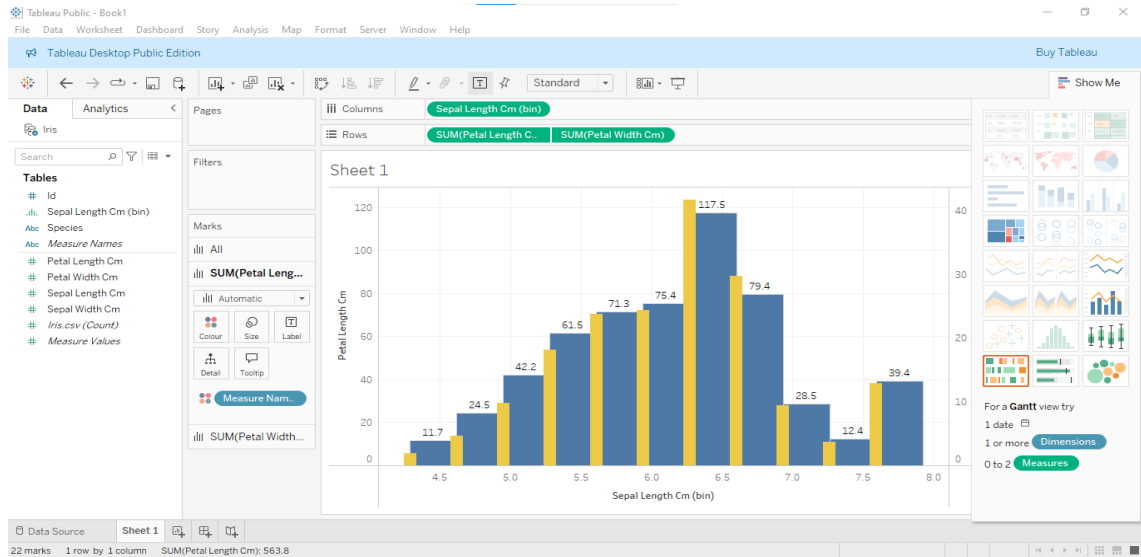 Tableau Public - Book1
File Data Worksheet Dashboard Story Analysis Map Format Server Window Help
Tableau Desktop Public Edition
Buy Tableau
Standard
Show Me
Data
Analytics
Iris
Search
Tables
Id
Sepal Length Cm (bin)
Abc Species
Abc Measure Names
Petal Length Cm
Petal Width Cm
Sepal Length Cm
Sepal Width Cm
Iris.csv (Count)
Measure Values
Pages
Filters
Marks
All
SUM(Petal Leng...
Automatic
Colour
Size
Label
Detail
Tooltip
Measure Nam..
SUM(Petal Width...
Columns
Sepal Length Cm (bin)
Rows
SUM(Petal Length C..
SUM(Petal Width Cm)
Sheet 1
Petal Length Cm
120
100
80
60
40
20
0
11.7
24.5
42.2
61.5
71.3
75.4
117.5
79.4
28.5
12.4
39.4
40
30
20
10
0
4.5 5.0 5.5 6.0 6.5 7.0 7.5 8.0
Sepal Length Cm (bin)
For a Gantt view try
1 date
1 or more Dimensions
0 to 2 Measures
Data Source
Sheet 1
22 marks 1 row by 1 column SUM(Petal Length Cm): 563.8